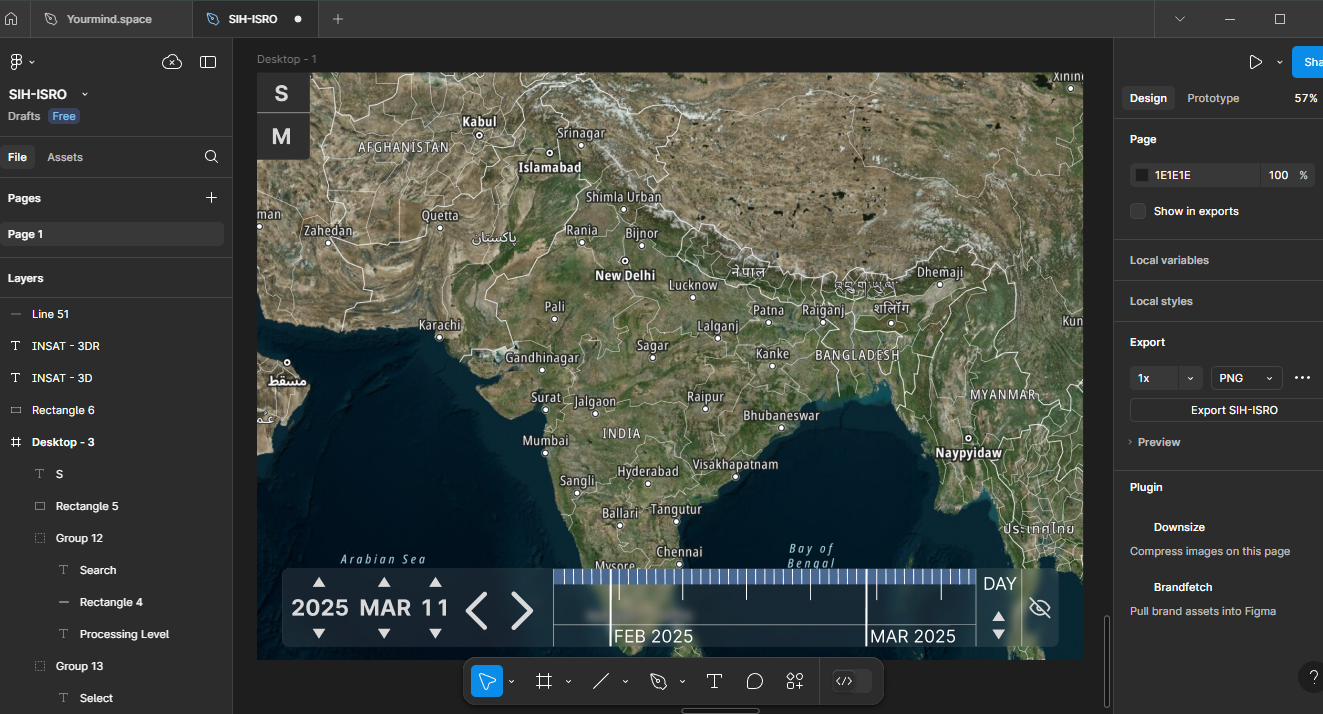 Yourmind.space
SIH-ISRO
SIH-ISRO
Drafts Free
File Assets
Pages
Page 1
Layers
Line 51
INSAT - 3DR
INSAT - 3D
Rectangle 6
Desktop - 3
S
Rectangle 5
Group 12
Search
Rectangle 4
Processing Level
Group 13
Select
Desktop - 1
S
M
Xinin
Kabul
Srinagar
AFGHANISTAN
Islamabad
Shimla Urban
man
Quetta
Zahedan
پاکستان
Rania
Bijnor
New Delhi
नेपाल
Dhemaji
Lucknow
Pali
Patna
Raiganj
शिलॉंग
Karachi
Lalganj
Kun
Sagar
Gandhinagar
Kanke
BANGLADESH
مسقط
Surat
Jalgaon
Raipur
MYANMAR
Bhubaneswar
INDIA
Mumbai
Naypyidaw
Hyderabad
Visakhapatnam
Sangli
Ballari
Tangutur
ประเทศไทย
Chennai
Bay of
Bengal
Arabian Sea
Mysore
2025 MAR 11
FEB 2025
MAR 2025
DAY
Sha
Design Prototype 57%
Page
1E1E1E 100 %
Show in exports
Local variables
Local styles
Export
1x PNG
Export SIH-ISRO
Preview
Plugin
Downsize
Compress images on this page
Brandfetch
Pull brand assets into Figma
?